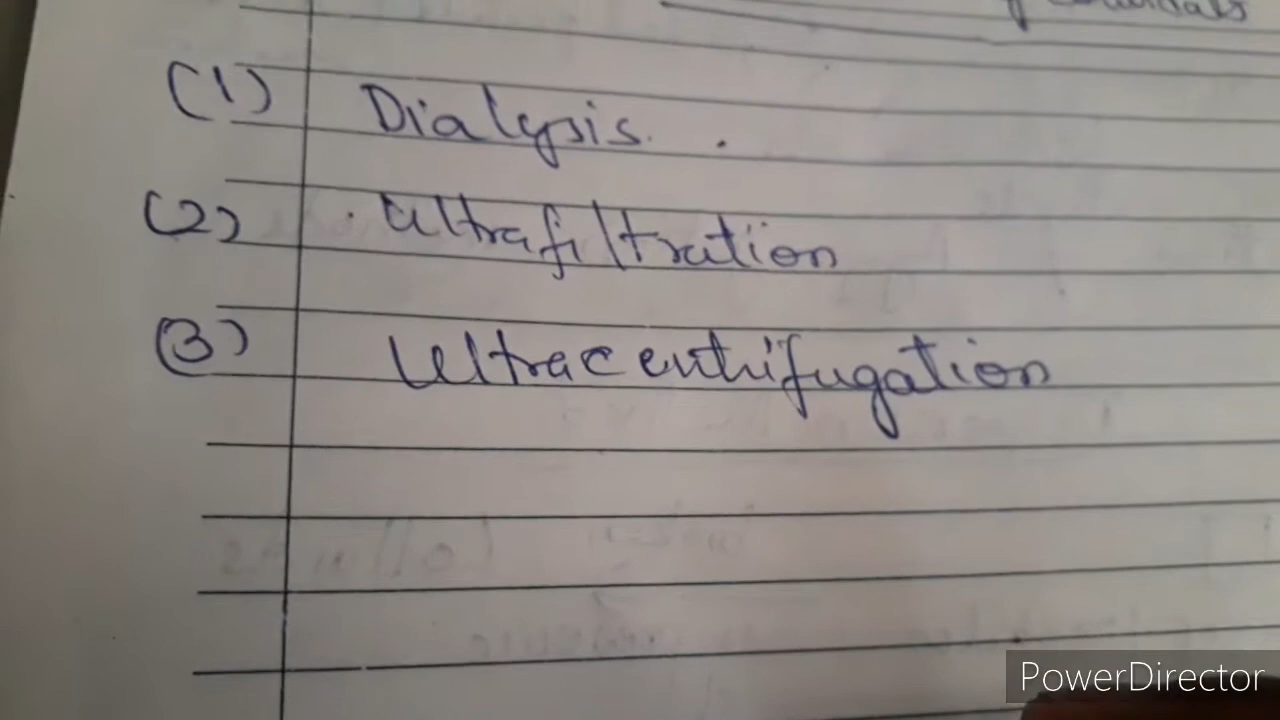 (1) Dialysis.
(2) Ultrafiltration
(3) Ultracentrifugation
PowerDirector